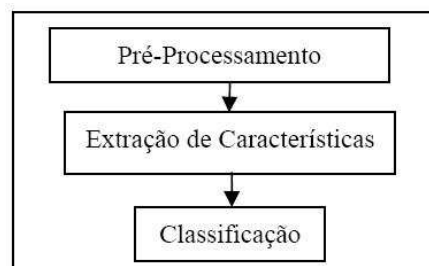 Pré-Processamento
Extração de Características
Classificação